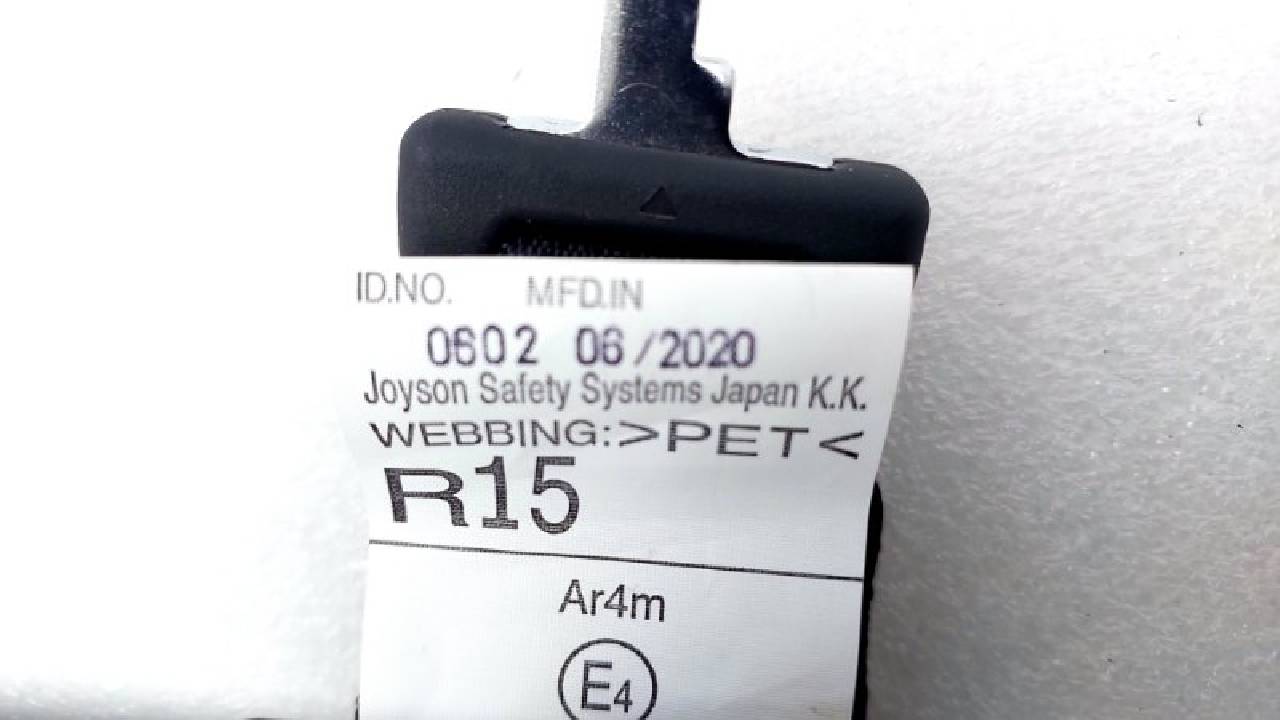 ID.NO. MFD.IN
0602 06/2020
Joyson Safety Systems Japan K.K.
WEBBING:>PET<
R15
Ar4m
E4